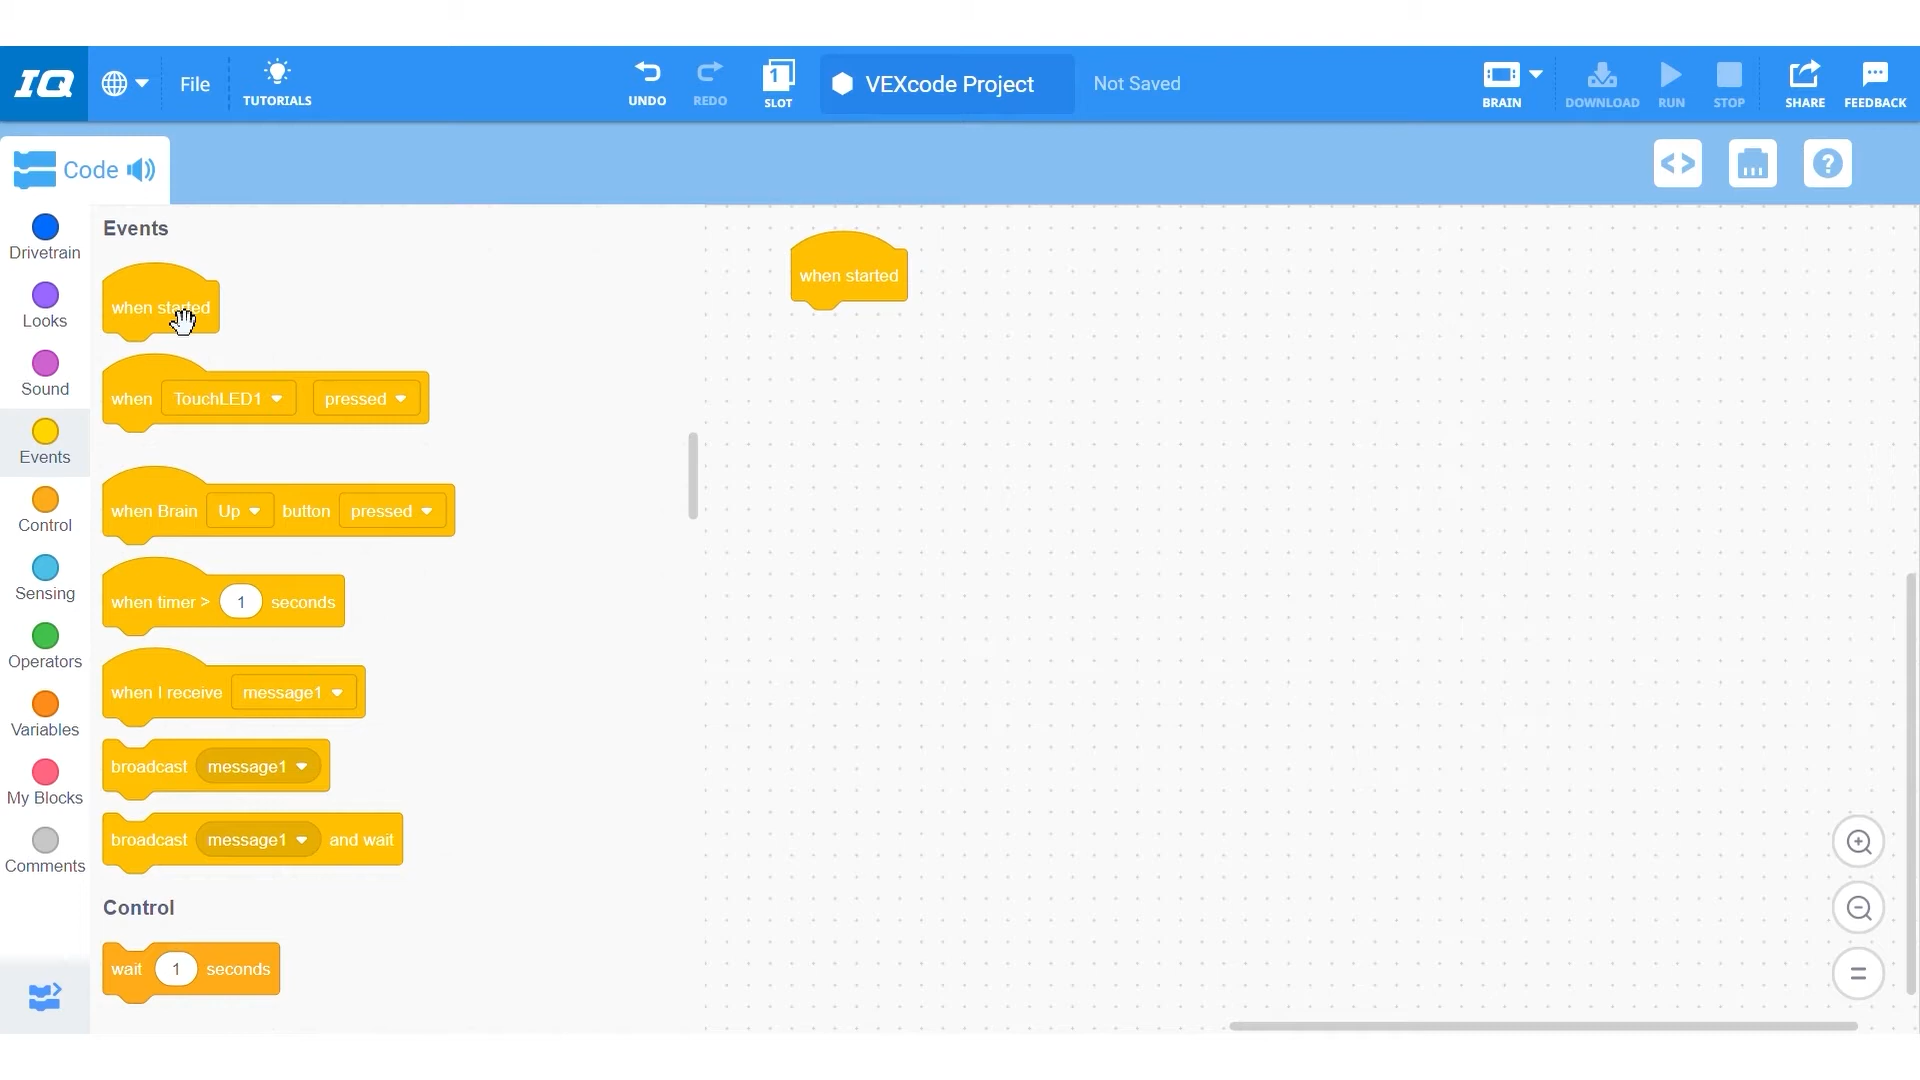 IQ File TUTORIALS UNDO REDO 1 SLOT VEXcode Project Not Saved BRAIN DOWNLOAD RUN STOP SHARE FEEDBACK
Code
Drivetrain
Looks
Sound
Events
Control
Sensing
Operators
Variables
My Blocks
Comments
Events
when started
when TouchLED1 pressed
when Brain Up button pressed
when timer > 1 seconds
when I receive message1
broadcast message1
broadcast message1 and wait
Control
wait 1 seconds
when started